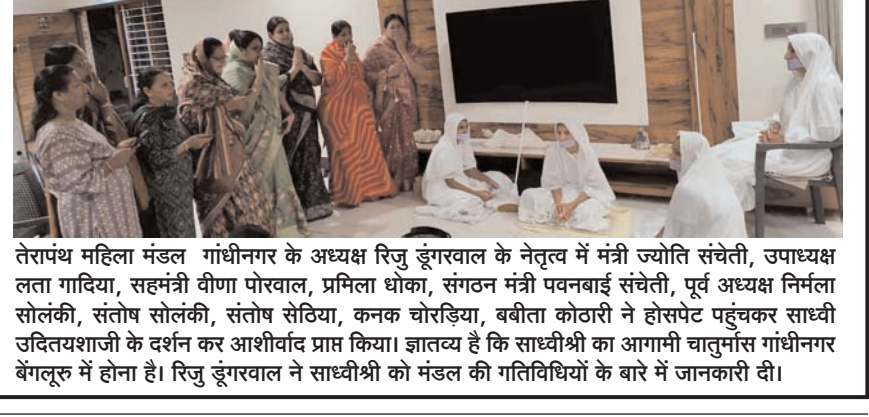 तेरापंथ महिला मंडल गांधीनगर के अध्यक्ष रिजु डूंगरवाल के नेतृत्व में मंत्री ज्योति संचेती, उपाध्यक्ष
लता गादिया, सहमंत्री वीणा पोरवाल, प्रमिला धोका, संगठन मंत्री पवनबाई संचेती, पूर्व अध्यक्ष निर्मला
सोलंकी, संतोष सोलंकी, संतोष सेठिया, कनक चोरड़िया, बबीता कोठारी ने होसपेट पहुंचकर साध्वी
उदितयशाजी के दर्शन कर आशीर्वाद प्राप्त किया। ज्ञातव्य है कि साध्वीश्री का आगामी चातुर्मास गांधीनगर
बेंगलूरु में होना है। रिजु डूंगरवाल ने साध्वीश्री को मंडल की गतिविधियों के बारे में जानकारी दी।